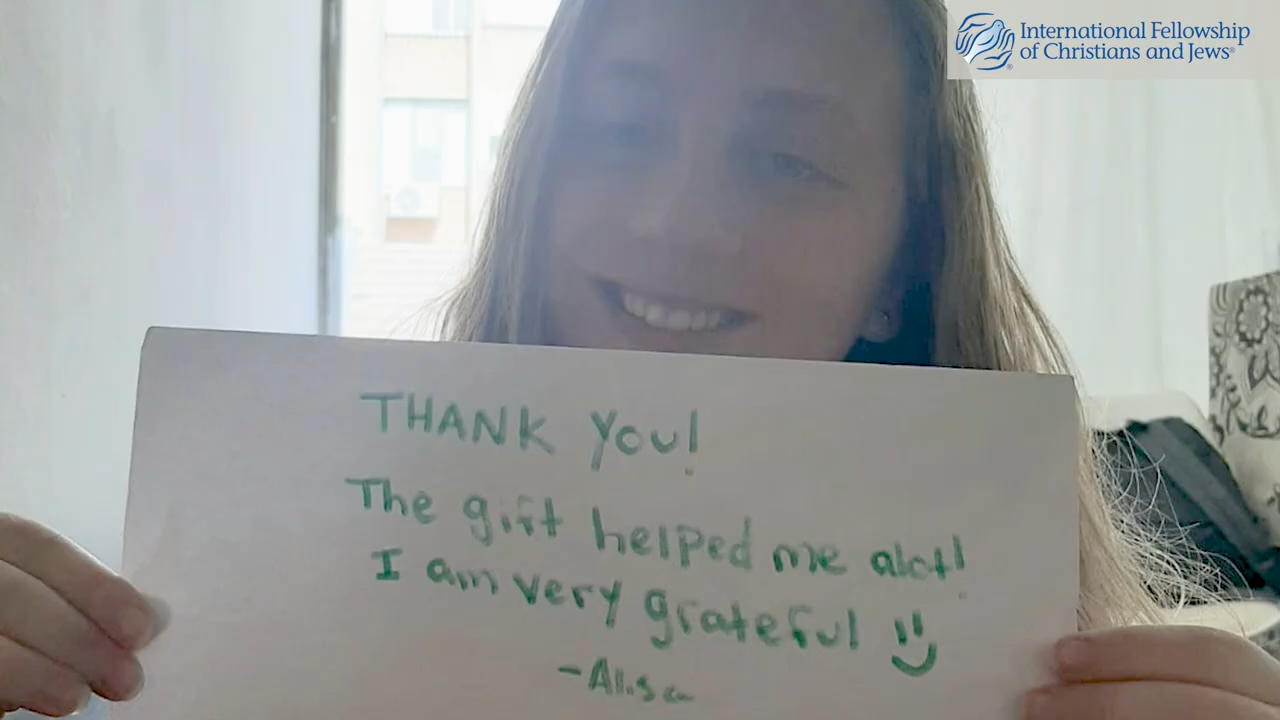 International Fellowship
of Christians and Jews®
THANK YOU!
The gift helped me alot!
I am very grateful
-Alisa